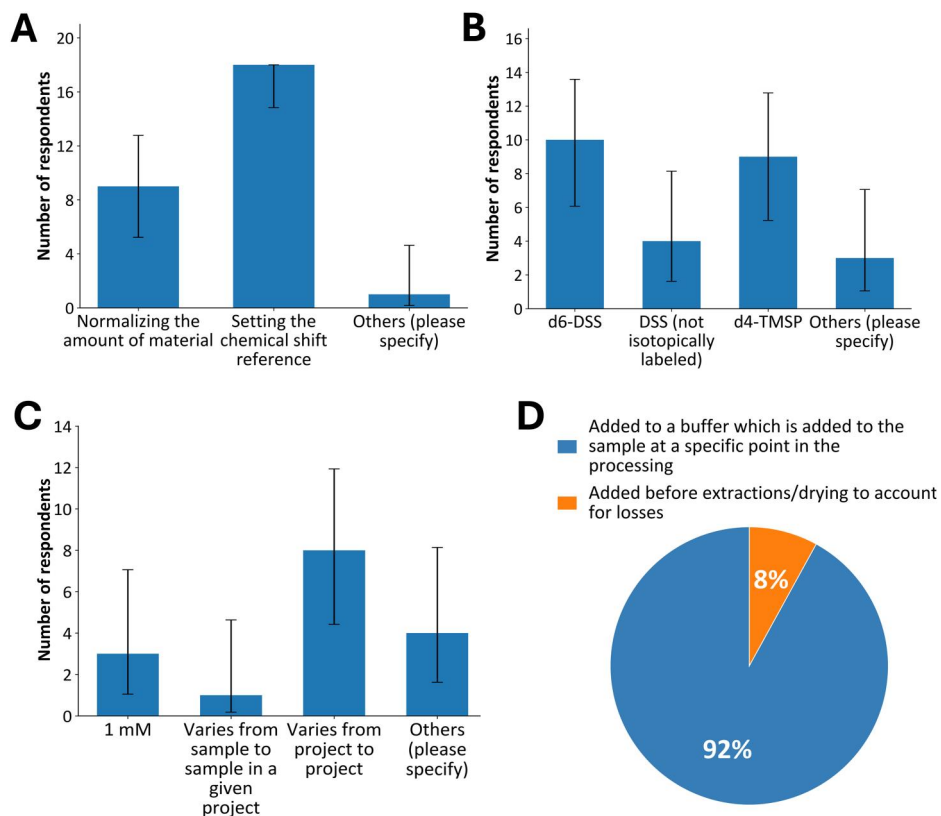 A
Number of respondents
20
16
12
8
4
0
Normalizing the
amount of material
Setting the
chemical shift
reference
Others (please
specify)
B
Number of respondents
16
14
12
10
8
6
4
2
0
d6-DSS
DSS (not
isotopically
labeled)
d4-TMSP
Others (please
specify)
C
Number of respondents
14
12
10
8
6
4
2
0
1 mM
Varies from
sample to
sample in a
given
project
Varies from
project to
project
Others
(please
specify)
D
Added to a buffer which is added to the
sample at a specific point in the
processing
Added before extractions/drying to account
for losses
8%
92%